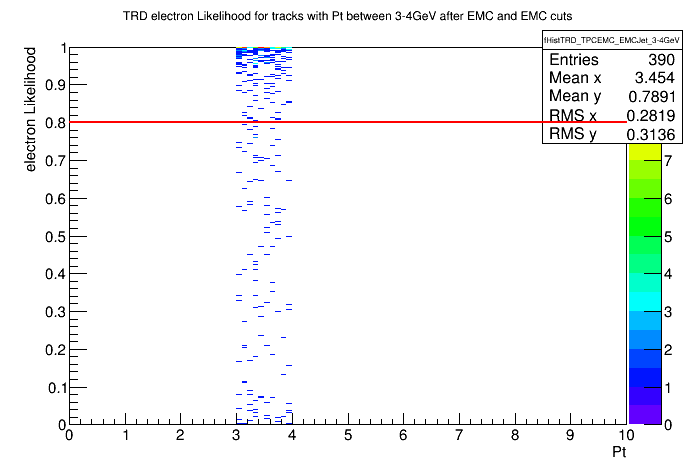 TRD electron Likelihood for tracks with Pt between 3-4GeV after EMC and EMC cuts
fHistTRD_TPCEMC_EMCJet_3-4GeV
Entries 390
Mean x 3.454
Mean y 0.7891
RMS x 0.2819
RMS y 0.3136
electron Likelihood
1
0.9
0.8
0.7
0.6
0.5
0.4
0.3
0.2
0.1
0
0 1 2 3 4 5 6 7 8 9 10
Pt
7
6
5
4
3
2
1
0